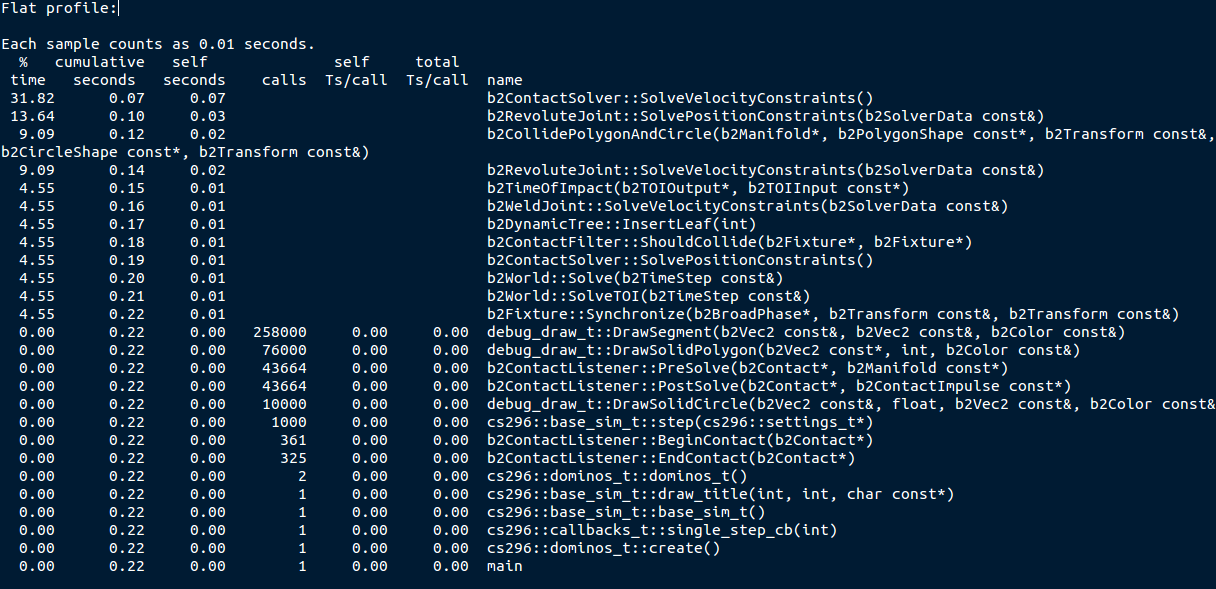 Flat profile:

Each sample counts as 0.01 seconds.
  %   cumulative   self              self     total
 time   seconds   seconds    calls  Ts/call  Ts/call  name
 31.82      0.07     0.07                             b2ContactSolver::SolveVelocityConstraints()
 13.64      0.10     0.03                             b2RevoluteJoint::SolvePositionConstraints(b2SolverData const&)
  9.09      0.12     0.02                             b2CollidePolygonAndCircle(b2Manifold*, b2PolygonShape const*, b2Transform const&,
b2CircleShape const*, b2Transform const&)
  9.09      0.14     0.02                             b2RevoluteJoint::SolveVelocityConstraints(b2SolverData const&)
  4.55      0.15     0.01                             b2TimeOfImpact(b2TOIOutput*, b2TOIInput const*)
  4.55      0.16     0.01                             b2WeldJoint::SolveVelocityConstraints(b2SolverData const&)
  4.55      0.17     0.01                             b2DynamicTree::InsertLeaf(int)
  4.55      0.18     0.01                             b2ContactFilter::ShouldCollide(b2Fixture*, b2Fixture*)
  4.55      0.19     0.01                             b2ContactSolver::SolvePositionConstraints()
  4.55      0.20     0.01                             b2World::Solve(b2TimeStep const&)
  4.55      0.21     0.01                             b2World::SolveTOI(b2TimeStep const&)
  4.55      0.22     0.01                             b2Fixture::Synchronize(b2BroadPhase*, b2Transform const&, b2Transform const&)
  0.00      0.22     0.00   258000     0.00     0.00  debug_draw_t::DrawSegment(b2Vec2 const&, b2Vec2 const&, b2Color const&)
  0.00      0.22     0.00    76000     0.00     0.00  debug_draw_t::DrawSolidPolygon(b2Vec2 const*, int, b2Color const&)
  0.00      0.22     0.00    43664     0.00     0.00  b2ContactListener::PreSolve(b2Contact*, b2Manifold const*)
  0.00      0.22     0.00    43664     0.00     0.00  b2ContactListener::PostSolve(b2Contact*, b2ContactImpulse const*)
  0.00      0.22     0.00    10000     0.00     0.00  debug_draw_t::DrawSolidCircle(b2Vec2 const&, float, b2Vec2 const&, b2Color const&
  0.00      0.22     0.00     1000     0.00     0.00  cs296::base_sim_t::step(cs296::settings_t*)
  0.00      0.22     0.00      361     0.00     0.00  b2ContactListener::BeginContact(b2Contact*)
  0.00      0.22     0.00      325     0.00     0.00  b2ContactListener::EndContact(b2Contact*)
  0.00      0.22     0.00        2     0.00     0.00  cs296::dominos_t::dominos_t()
  0.00      0.22     0.00        1     0.00     0.00  cs296::base_sim_t::draw_title(int, int, char const*)
  0.00      0.22     0.00        1     0.00     0.00  cs296::base_sim_t::base_sim_t()
  0.00      0.22     0.00        1     0.00     0.00  cs296::callbacks_t::single_step_cb(int)
  0.00      0.22     0.00        1     0.00     0.00  cs296::dominos_t::create()
  0.00      0.22     0.00        1     0.00     0.00  main